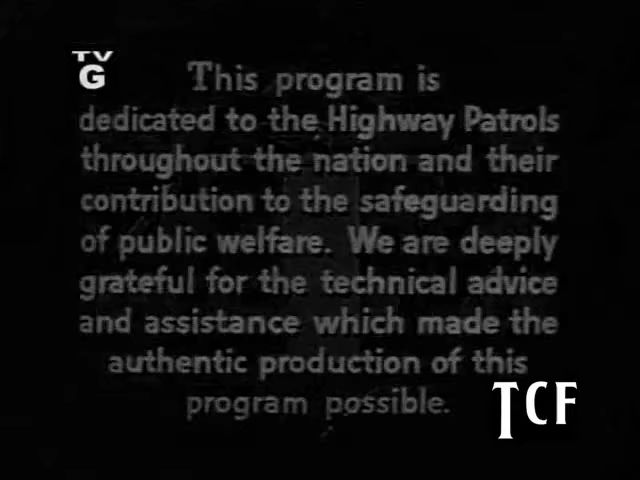 TV
G
This program is
dedicated to the Highway Patrols
throughout the nation and their
contribution to the safeguarding
of public welfare. We are deeply
grateful for the technical advice
and assistance which made the
authentic production of this
program possible.
TCF